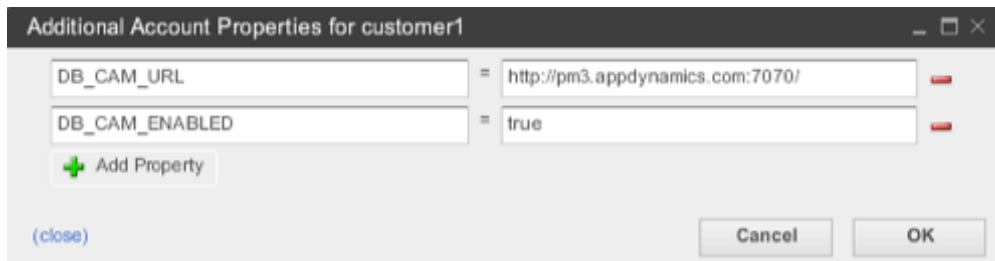 Additional Account Properties for customer1
DB_CAM_URL = http://pm3.appdynamics.com:7070/
DB_CAM_ENABLED = true
Add Property
(close) Cancel OK